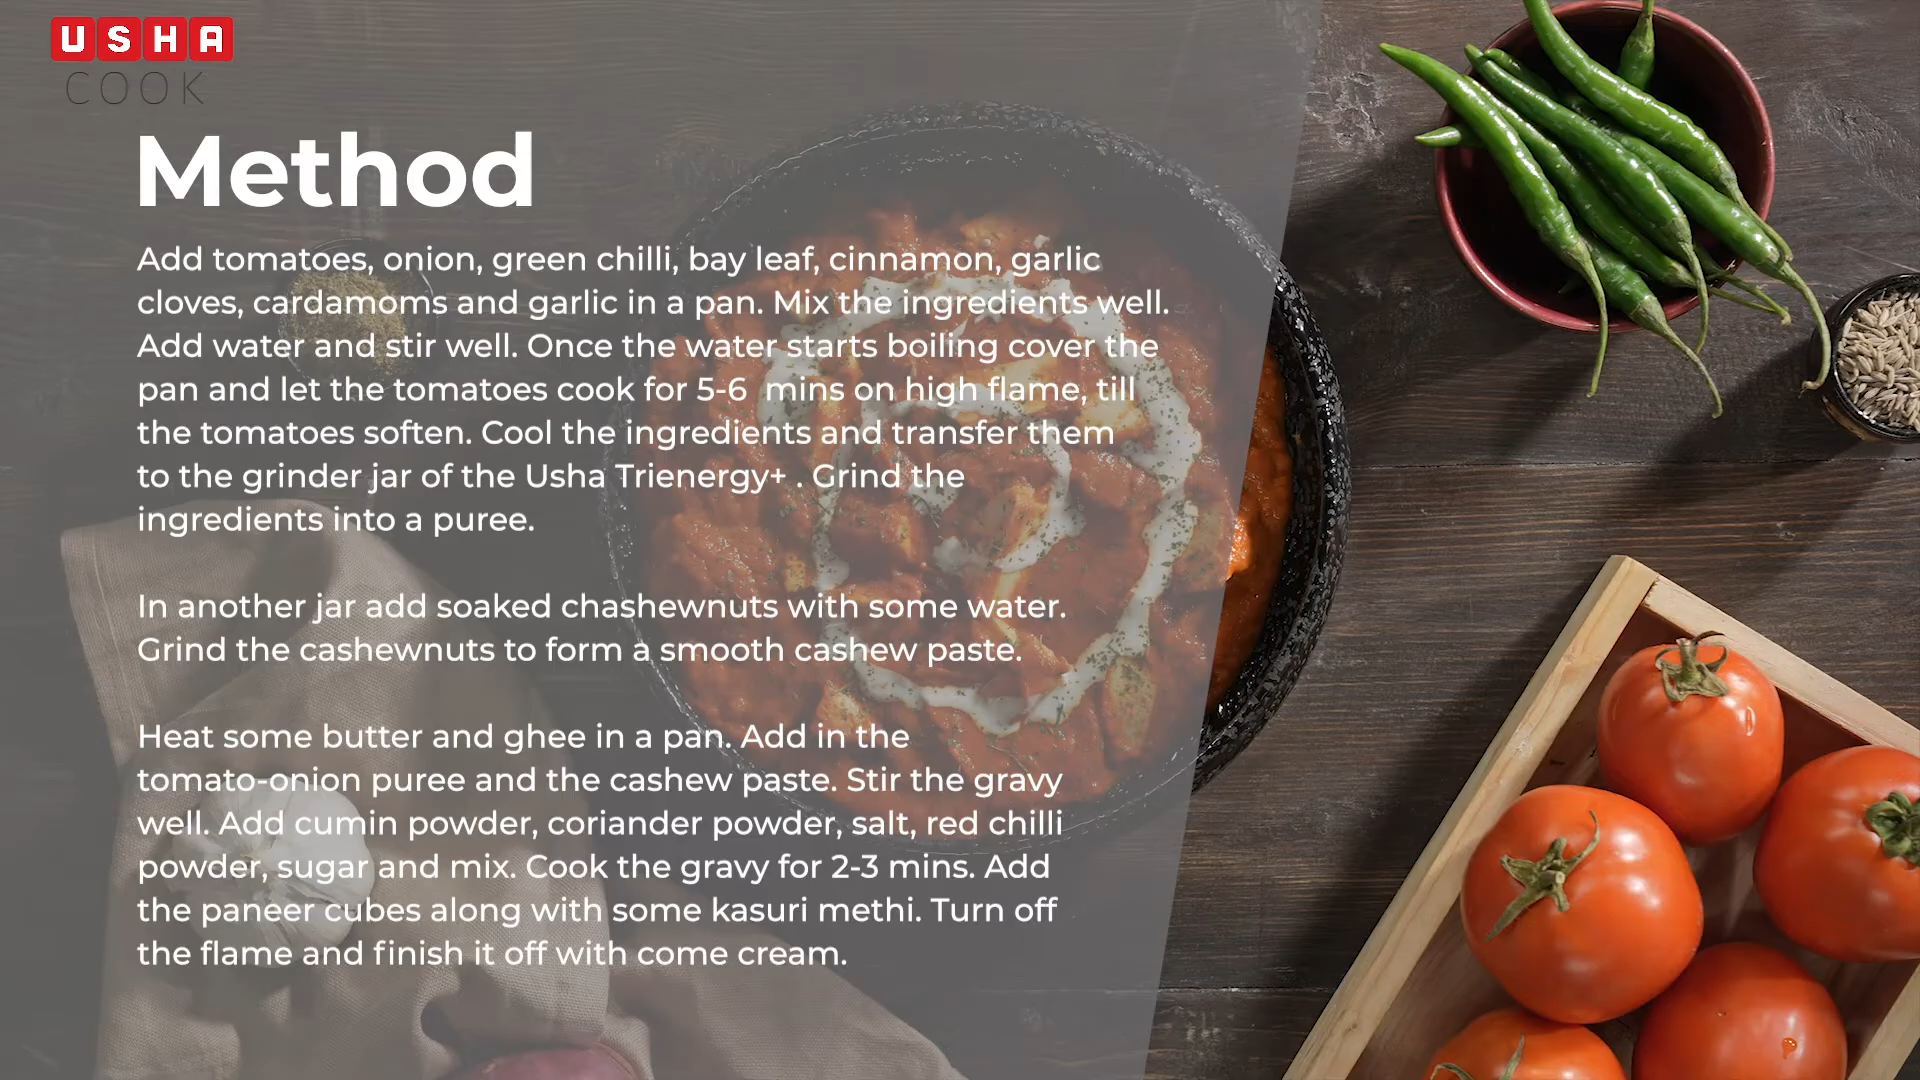 USHA
COOK
Method
Add tomatoes, onion, green chilli, bay leaf, cinnamon, garlic
cloves, cardamoms and garlic in a pan. Mix the ingredients well.
Add water and stir well. Once the water starts boiling cover the
pan and let the tomatoes cook for 5-6 mins on high flame, till
the tomatoes soften. Cool the ingredients and transfer them
to the grinder jar of the Usha Trienergy+ . Grind the
ingredients into a puree.
In another jar add soaked chashewnuts with some water.
Grind the cashewnuts to form a smooth cashew paste.
Heat some butter and ghee in a pan. Add in the
tomato-onion puree and the cashew paste. Stir the gravy
well. Add cumin powder, coriander powder, salt, red chilli
powder, sugar and mix. Cook the gravy for 2-3 mins. Add
the paneer cubes along with some kasuri methi. Turn off
the flame and finish it off with come cream.